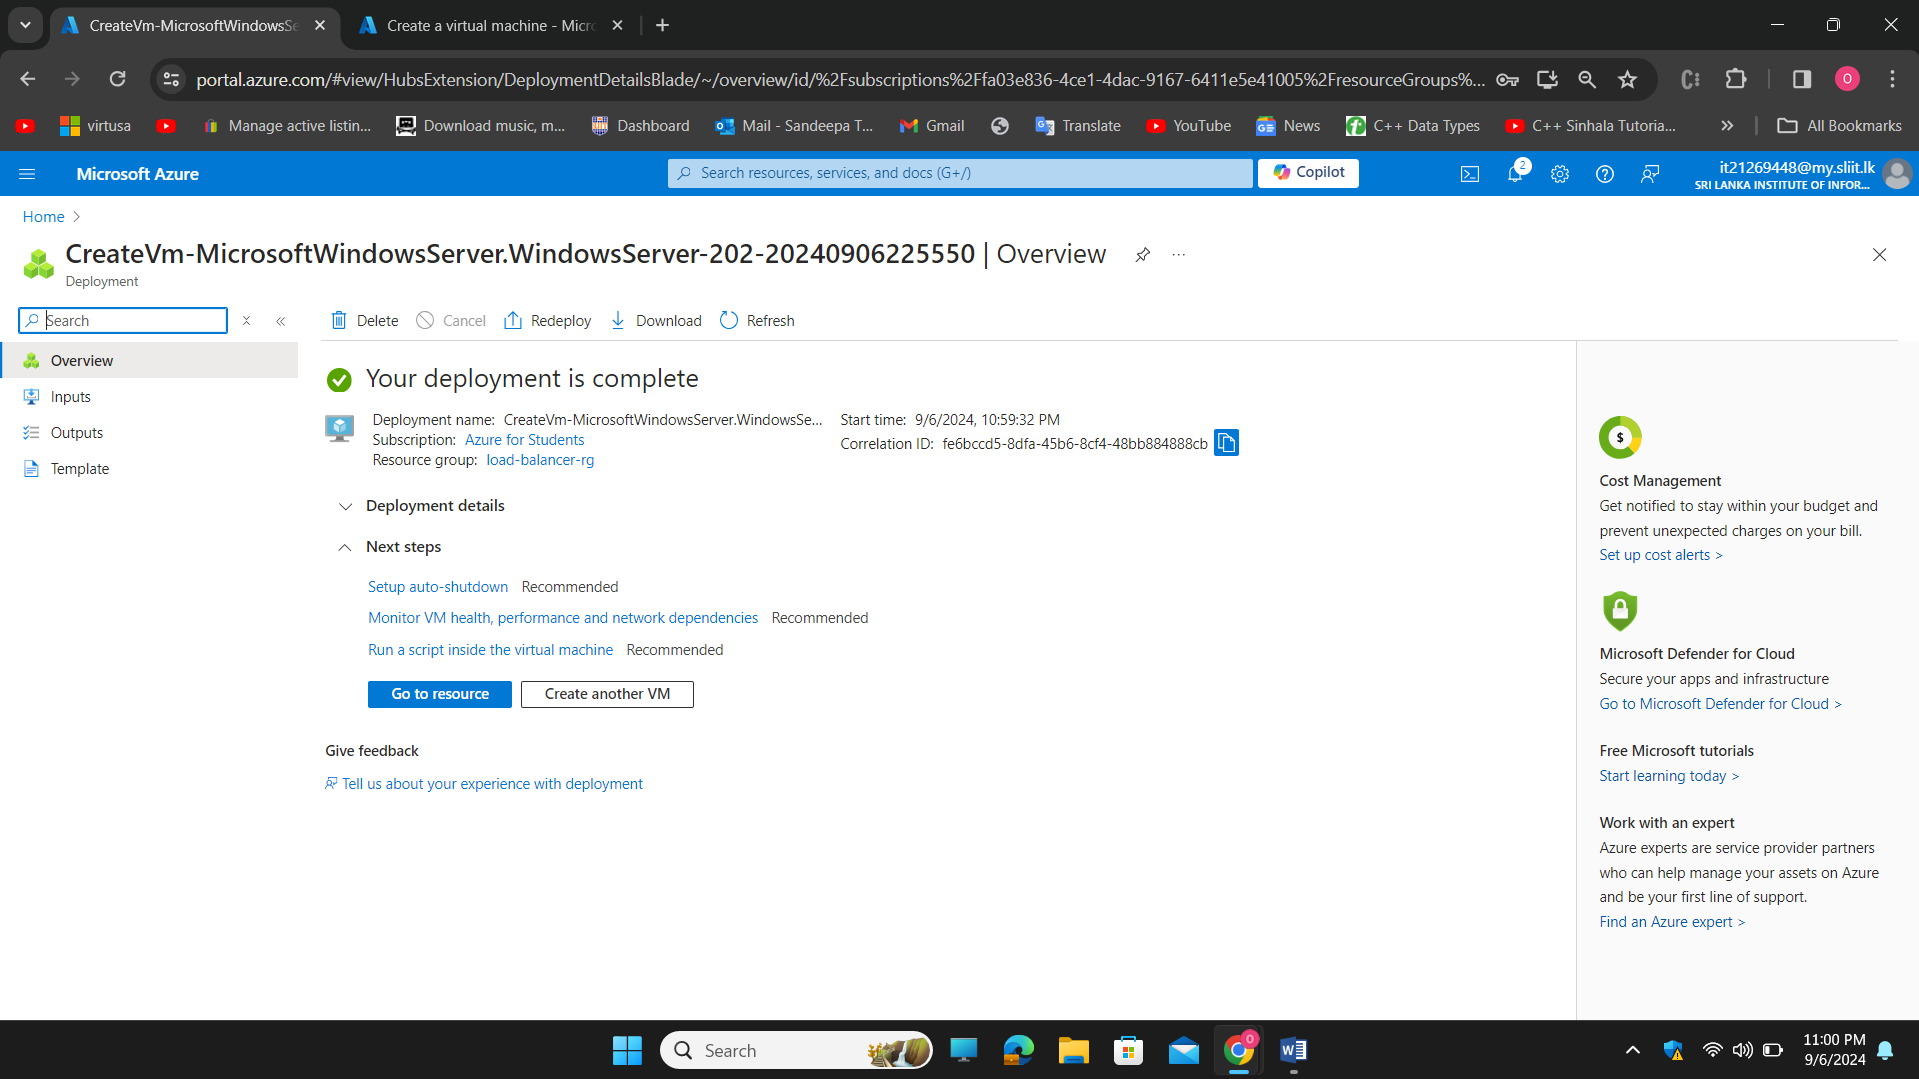 CreateVm-MicrosoftWindowsSe
Create a virtual machine - Micro
portal.azure.com/#view/HubsExtension/DeploymentDetailsBlade/~/overview/id/%2Fsubscriptions%2Ffa03e836-4ce1-4dac-9167-6411e5e41005%2FresourceGroups%...
O
virtusa
Manage active listin...
Download music, m...
Dashboard
Mail - Sandeepa T...
Gmail
Translate
YouTube
News
C++ Data Types
C++ Sinhala Tutoria...
All Bookmarks
Microsoft Azure
Search resources, services, and docs (G+/)
Copilot
2
it21269448@my.sliit.lk
SRI LANKA INSTITUTE OF INFOR...
Home >
CreateVm-MicrosoftWindowsServer.WindowsServer-202-20240906225550 | Overview
Deployment
Search
Delete
Cancel
Redeploy
Download
Refresh
Overview
Inputs
Outputs
Template
Your deployment is complete
Deployment name: CreateVm-MicrosoftWindowsServer.WindowsSe...
Subscription: Azure for Students
Resource group: load-balancer-rg
Start time: 9/6/2024, 10:59:32 PM
Correlation ID: fe6bccd5-8dfa-45b6-8cf4-48bb884888cb
Deployment details
Next steps
Setup auto-shutdown Recommended
Monitor VM health, performance and network dependencies Recommended
Run a script inside the virtual machine Recommended
Go to resource
Create another VM
Give feedback
Tell us about your experience with deployment
$
Cost Management
Get notified to stay within your budget and
prevent unexpected charges on your bill.
Set up cost alerts >
Microsoft Defender for Cloud
Secure your apps and infrastructure
Go to Microsoft Defender for Cloud >
Free Microsoft tutorials
Start learning today >
Work with an expert
Azure experts are service provider partners
who can help manage your assets on Azure
and be your first line of support.
Find an Azure expert >
Search
11:00 PM
9/6/2024